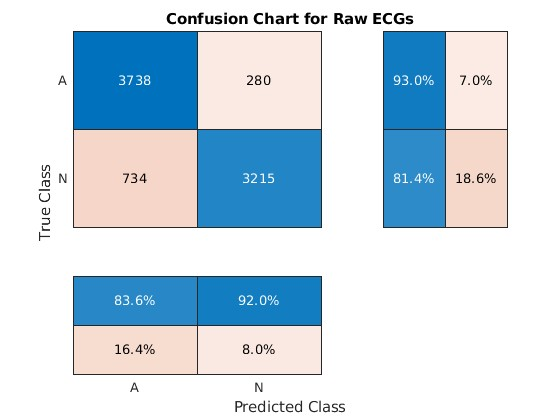 Confusion Chart for Raw ECGs
A 3738 280 93.0% 7.0%
N 734 3215 81.4% 18.6%
True Class
83.6% 92.0%
16.4% 8.0%
A N
Predicted Class